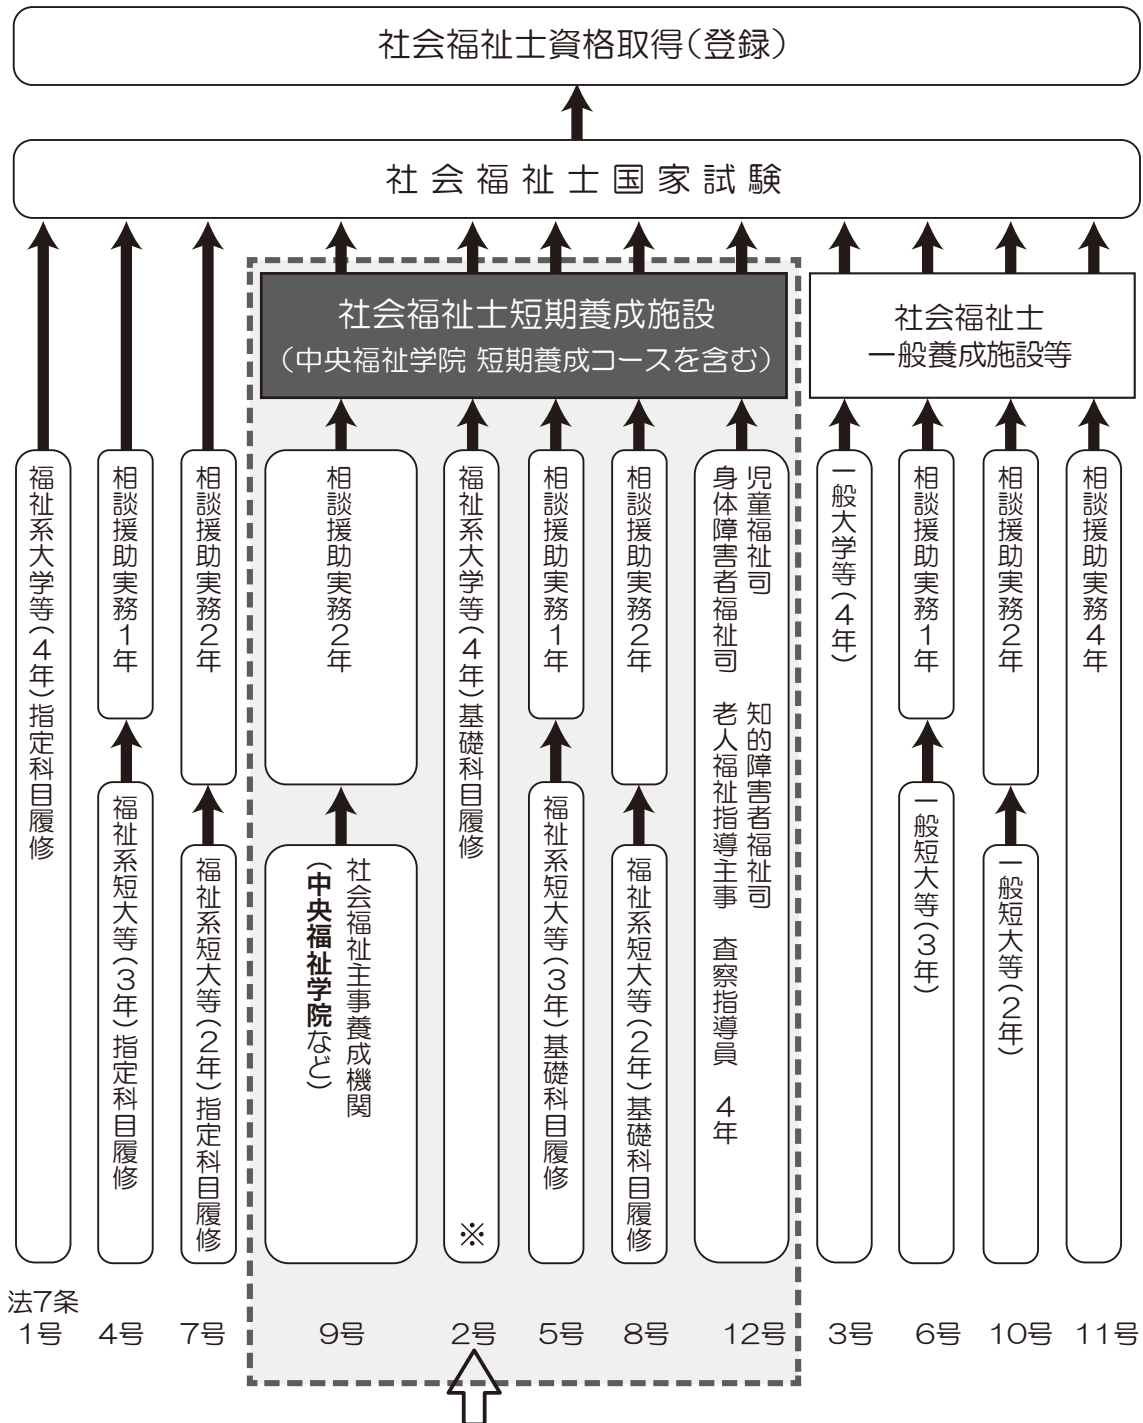 社会福祉士資格取得（登録）
社会福祉士国家試験
社会福祉士短期養成施設
（中央福祉学院 短期養成コースを含む）
社会福祉士
一般養成施設等
福祉系大学等（4年）指定科目履修
相談援助実務1年
福祉系短大等（3年）指定科目履修
相談援助実務2年
福祉系短大等（2年）指定科目履修
相談援助実務2年
社会福祉主事養成機関
（中央福祉学院など）
福祉系大学等（4年）基礎科目履修
※
相談援助実務1年
福祉系短大等（3年）基礎科目履修
相談援助実務2年
福祉系短大等（2年）基礎科目履修
児童福祉司 知的障害者福祉司
身体障害者福祉司 老人福祉指導主事 査察指導員 4年
一般大学等（4年）
相談援助実務1年
一般短大等（3年）
相談援助実務2年
一般短大等（2年）
相談援助実務4年
法7条
1号 4号 7号 9号 2号 5号 8号 12号 3号 6号 10号 11号